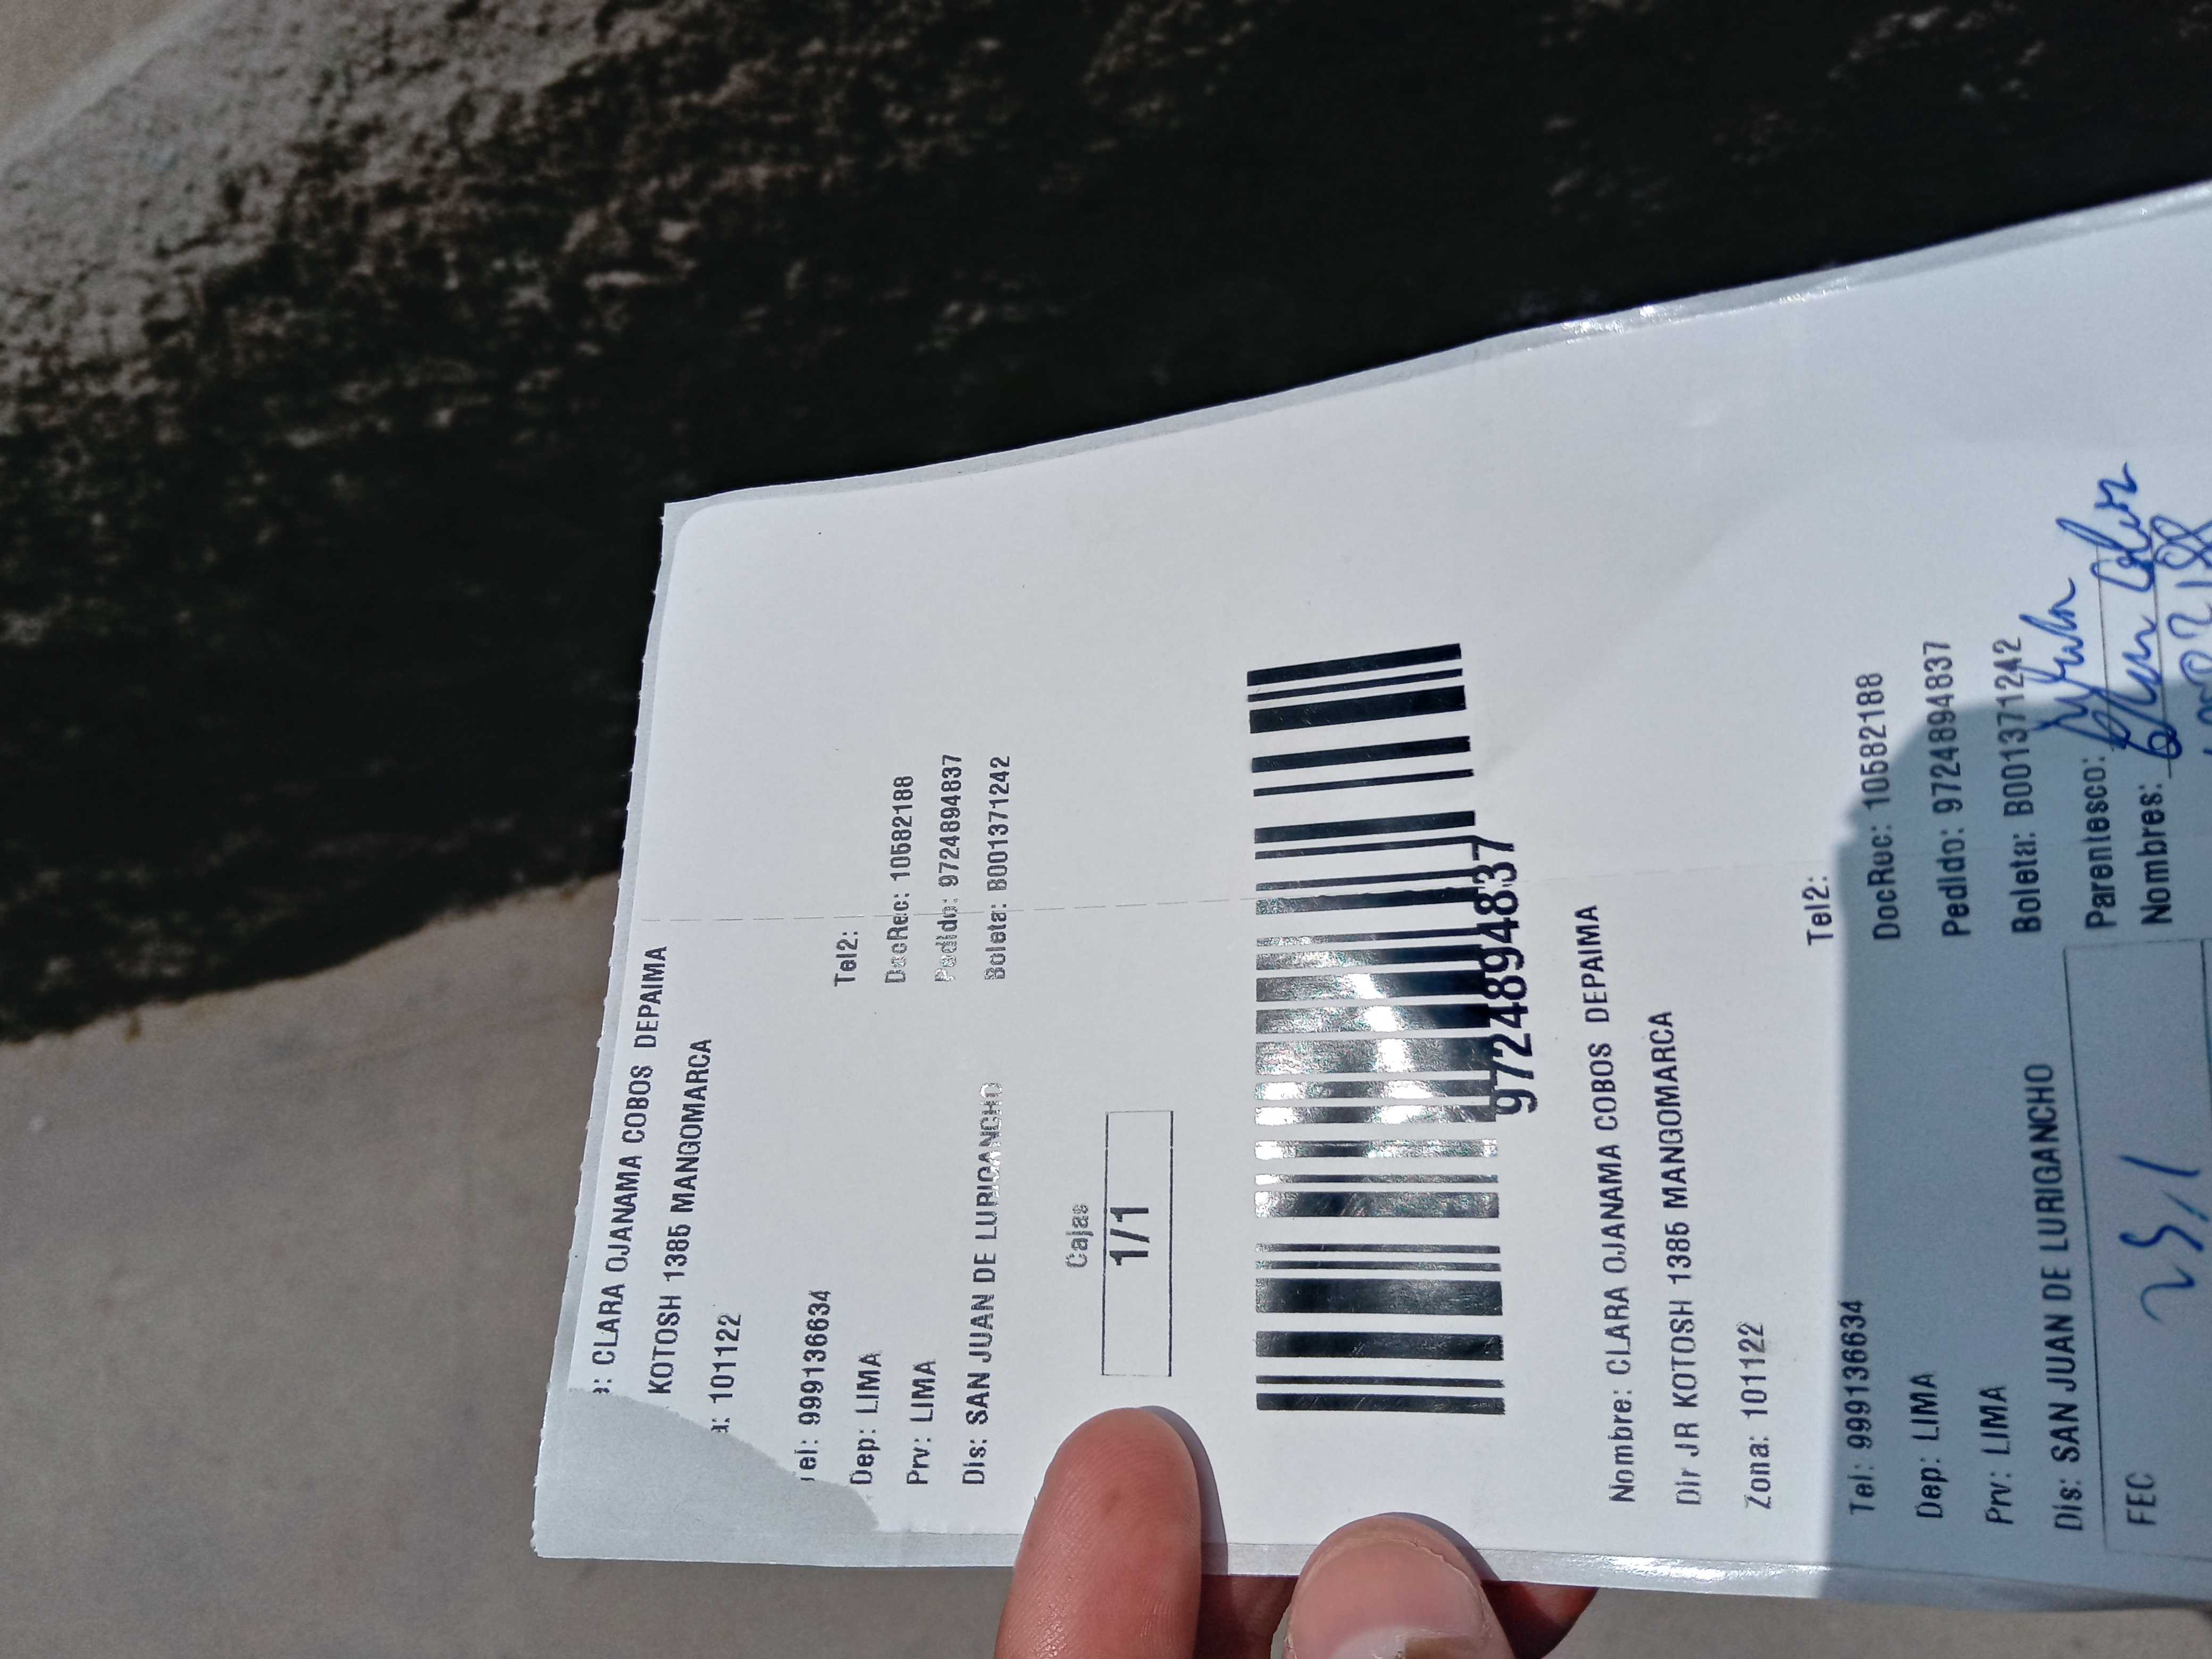 : CLARA OJANAMA COBOS DEPAIMA
KOTOSH 1385 MANGOMARCA
: 101122
el: 999136634 Tel2:
Dep: LIMA DocRec: 10582188
Prv: LIMA Pedido: 9724894837
Dis: SAN JUAN DE LURIGANCHO Boleta: B001371242
Cajas
1/1
9724894837
Nombre: CLARA OJANAMA COBOS DEPAIMA
Dir JR KOTOSH 1385 MANGOMARCA
Zona: 101122
Tel: 999136634 Tel2:
Dep: LIMA DocRec: 10582188
Prv: LIMA Pedido: 9724894837
Dis: SAN JUAN DE LURIGANCHO Boleta: B001371242
Parentesco:
FEC Nombres: